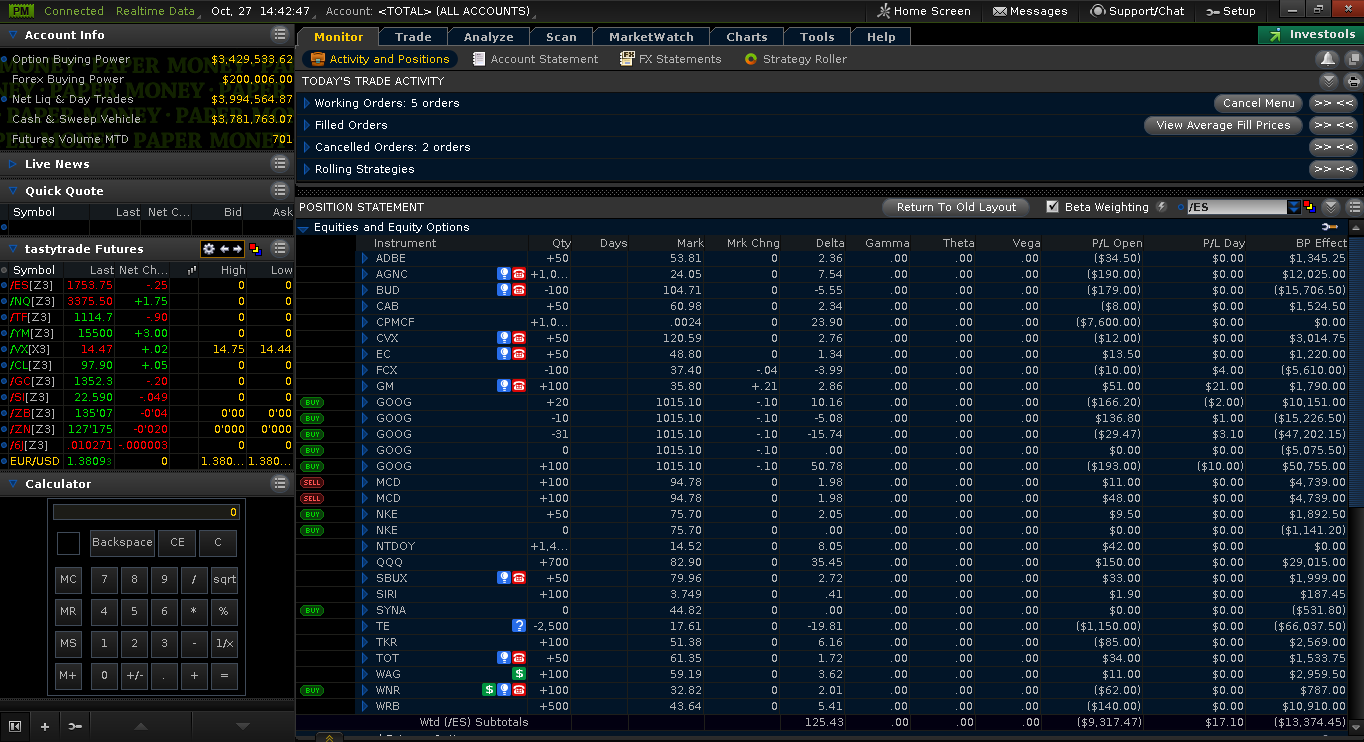 PM Connected Realtime Data Oct, 27 14:42:47 Account: <TOTAL> (ALL ACCOUNTS) Home Screen Messages Support/Chat Setup
Account Info
Option Buying Power $3,429,533.62
Forex Buying Power $200,006.00
Net Liq & Day Trades $3,994,564.87
Cash & Sweep Vehicle $3,781,763.07
Futures Volume MTD 701
Live News
Quick Quote
Symbol Last Net C... Bid Ask
tastytrade Futures
Symbol Last Net Ch... High Low
/ES[Z3] 1753.75 -.25 0 0
/NQ[Z3] 3375.50 +1.75 0 0
/TF[Z3] 1114.7 -.90 0 0
/YM[Z3] 15500 +3.00 0 0
/VX[X3] 14.47 +.02 14.75 14.44
/CL[Z3] 97.90 +.05 0 0
/GC[Z3] 1352.3 -.20 0 0
/SI[Z3] 22.590 -.049 0 0
/ZB[Z3] 135'07 -0'04 0'00 0'00
/ZN[Z3] 127'175 -0'020 0'000 0'000
/6J[Z3] .010271 -.000003 0 0
EUR/USD 1.38093 0 1.380... 1.380...
Calculator
0
Backspace CE C
MC 7 8 9 / sqrt
MR 4 5 6 * %
MS 1 2 3 - 1/x
M+ 0 +/- . + =
Monitor Trade Analyze Scan MarketWatch Charts Tools Help Investools
Activity and Positions Account Statement FX Statements Strategy Roller
TODAY'S TRADE ACTIVITY
Working Orders: 5 orders Cancel Menu >> <<
Filled Orders View Average Fill Prices >> <<
Cancelled Orders: 2 orders >> <<
Rolling Strategies >> <<
POSITION STATEMENT Return To Old Layout Beta Weighting /ES
Equities and Equity Options
Instrument Qty Days Mark Mrk Chng Delta Gamma Theta Vega P/L Open P/L Day BP Effect
ADBE +50 53.81 0 2.36 .00 .00 .00 ($34.50) $0.00 $1,345.25
AGNC +1,0... 24.05 0 7.54 .00 .00 .00 ($190.00) $0.00 $12,025.00
BUD -100 104.71 0 -5.55 .00 .00 .00 ($179.00) $0.00 ($15,706.50)
CAB +50 60.98 0 2.34 .00 .00 .00 ($8.00) $0.00 $1,524.50
CPMCF +1,0... .0024 0 23.90 .00 .00 .00 ($7,600.00) $0.00 $0.00
CVX +50 120.59 0 2.76 .00 .00 .00 ($12.00) $0.00 $3,014.75
EC +50 48.80 0 1.34 .00 .00 .00 $13.50 $0.00 $1,220.00
FCX -100 37.40 -.04 -3.99 .00 .00 .00 ($10.00) $4.00 ($5,610.00)
GM +100 35.80 +.21 2.86 .00 .00 .00 $51.00 $21.00 $1,790.00
BUY GOOG +20 1015.10 -.10 10.16 .00 .00 .00 ($166.20) ($2.00) $10,151.00
BUY GOOG -10 1015.10 -.10 -5.08 .00 .00 .00 $136.80 $1.00 ($15,226.50)
BUY GOOG -31 1015.10 -.10 -15.74 .00 .00 .00 ($29.47) $3.10 ($47,202.15)
BUY GOOG 0 1015.10 -.10 .00 .00 .00 .00 $0.00 $0.00 ($5,075.50)
BUY GOOG +100 1015.10 -.10 50.78 .00 .00 .00 ($193.00) ($10.00) $50,755.00
SELL MCD +100 94.78 0 1.98 .00 .00 .00 $11.00 $0.00 $4,739.00
SELL MCD +100 94.78 0 1.98 .00 .00 .00 $48.00 $0.00 $4,739.00
BUY NKE +50 75.70 0 2.05 .00 .00 .00 $9.50 $0.00 $1,892.50
BUY NKE 0 75.70 0 .00 .00 .00 .00 $0.00 $0.00 ($1,141.20)
NTDOY +1,4... 14.52 0 8.05 .00 .00 .00 $42.00 $0.00 $0.00
QQQ +700 82.90 0 35.45 .00 .00 .00 $150.00 $0.00 $29,015.00
SBUX +50 79.96 0 2.72 .00 .00 .00 $33.00 $0.00 $1,999.00
SIRI +100 3.749 0 .41 .00 .00 .00 $1.90 $0.00 $187.45
BUY SYNA 0 44.82 0 .00 .00 .00 .00 $0.00 $0.00 ($531.80)
TE ? -2,500 17.61 0 -19.81 .00 .00 .00 ($1,150.00) $0.00 ($66,037.50)
TKR +100 51.38 0 6.16 .00 .00 .00 ($85.00) $0.00 $2,569.00
TOT +50 61.35 0 1.72 .00 .00 .00 $34.00 $0.00 $1,533.75
WAG $ +100 59.19 0 3.62 .00 .00 .00 $11.00 $0.00 $2,959.50
BUY WNR $ +100 32.82 0 2.01 .00 .00 .00 ($62.00) $0.00 $787.00
WRB +500 43.64 0 5.41 .00 .00 .00 ($140.00) $0.00 $10,910.00
Wtd (/ES) Subtotals 125.43 .00 .00 .00 ($9,317.47) $17.10 ($13,374.45)